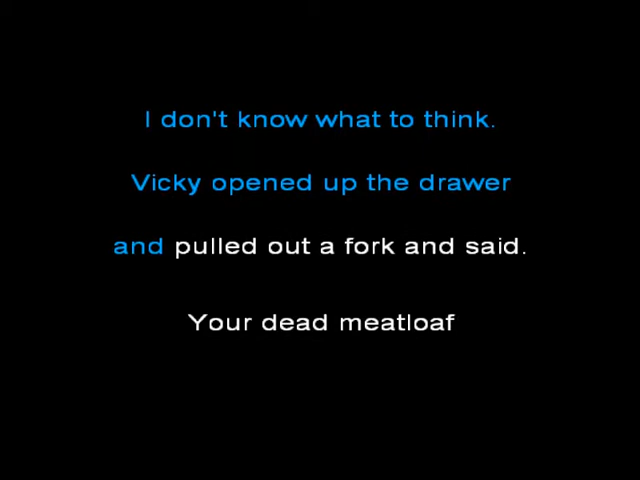 I don't know what to think.
Vicky opened up the drawer
and pulled out a fork and said.
Your dead meatloaf